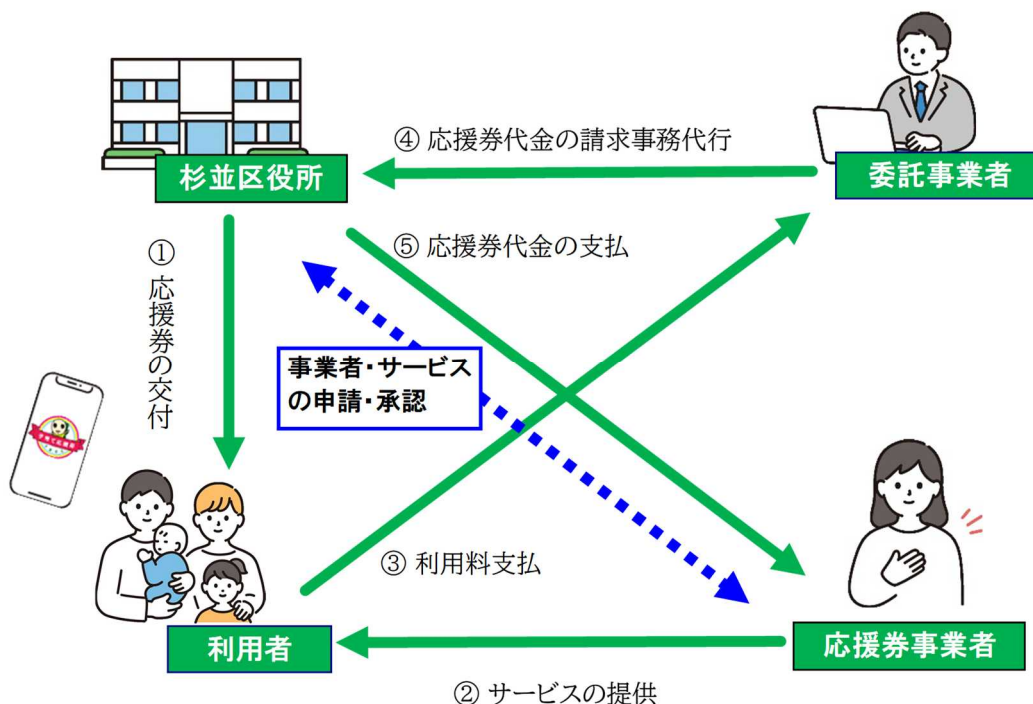 ④ 応援券代金の請求事務代行
杉並区役所
委託事業者
① 応援券の交付
⑤ 応援券代金の支払
事業者・サービス
の申請・承認
③ 利用料支払
利用者
応援券事業者
② サービスの提供